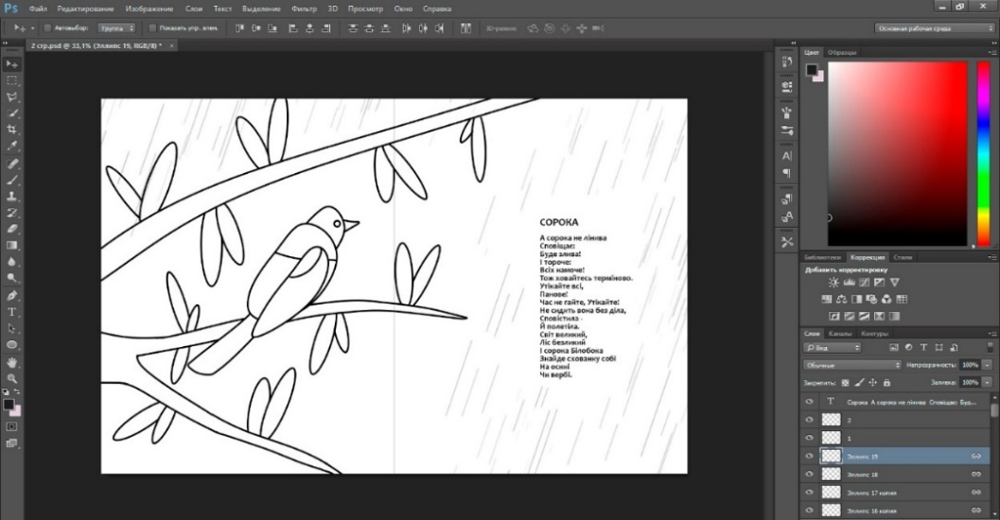 Ps Файл Редактирование Изображение Слои Текст Выделение Фильтр 3D Просмотр Окно Справка
Автовыбор: Группа Показать упр. элем. 3D-режим: Основная рабочая среда
2 стр.psd @ 33,1% (Эллипс 19, RGB/8) * ×
Цвет Образцы
СОРОКА
А сорока не лінива
Сповіщає:
Буде злива!
І тороче:
Всіх намоче!
Тож ховайтесь терміново.
Утікайте всі,
Панове!
Час не гайте, Утікайте!
Не сидить вона без діла,
Сповістила -
Й полетіла.
Світ великий,
Ліс безликий
І сорока Білобока
Знайде схованку собі
На осиці
Чи вербі.
Библиотеки Коррекция Стили
Добавить корректировку
Слои Каналы Контуры
Вид
Обычные Непрозрачность: 100%
Закрепить: Заливка: 100%
Сорока А сорока не лінива Сповіщає: Буд...
2
1
Эллипс 19
Эллипс 18
Эллипс 17 копия
Эллипс 16 копия